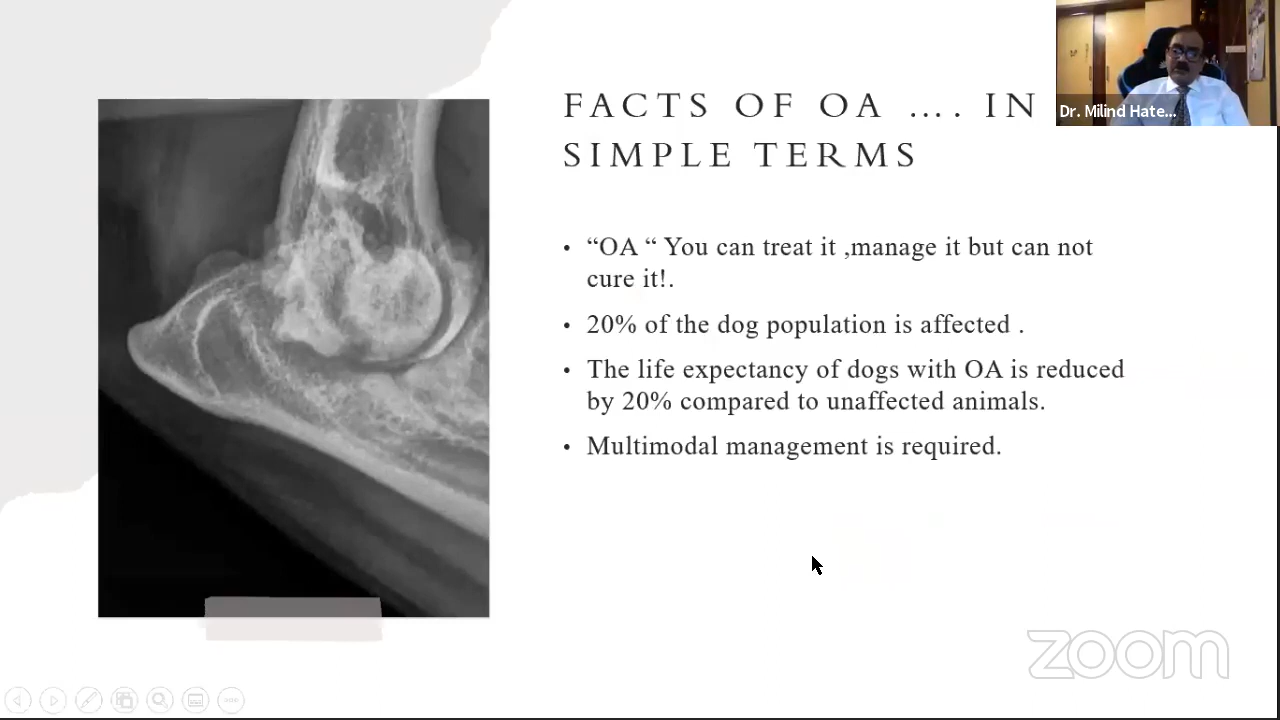 FACTS OF OA .... IN
SIMPLE TERMS
Dr. Milind Hate...
• “OA “ You can treat it ,manage it but can not
cure it!.
• 20% of the dog population is affected .
• The life expectancy of dogs with OA is reduced
by 20% compared to unaffected animals.
• Multimodal management is required.
zoom